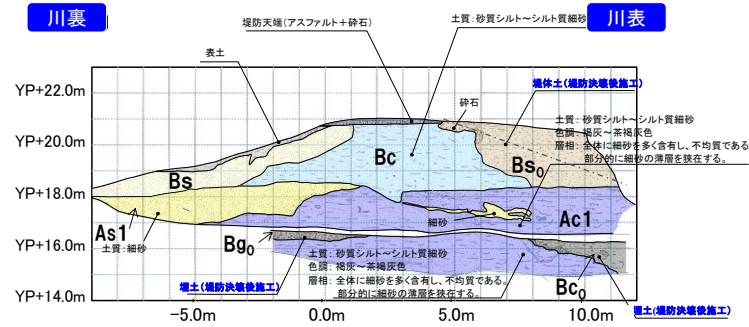 川裏
川表
土質：砂質シルト～シルト質細砂
堤防天端（アスファルト＋砕石）
表土
YP+22.0m
堤体土（堤防決壊後施工）
砕石
土質：砂質シルト～シルト質細砂
色調：褐灰～茶褐灰色
層相：全体に細砂を多く含有し、不均質である
部分的に細砂の薄層を狭在する。
YP+20.0m
Bc
Bs₀
Bs
YP+18.0m
As1
土質：細砂
細砂
Ac1
YP+16.0m
Bg₀
土質：砂質シルト～シルト質細砂
色調：褐灰～茶褐灰色
層相：全体に細砂を多く含有し、不均質である。
部分的に細砂の薄層を狭在する。
埋土（堤防決壊後施工）
Bc₀
埋土（堤防決壊後施工）
YP+14.0m
-5.0m
0.0m
5.0m
10.0m